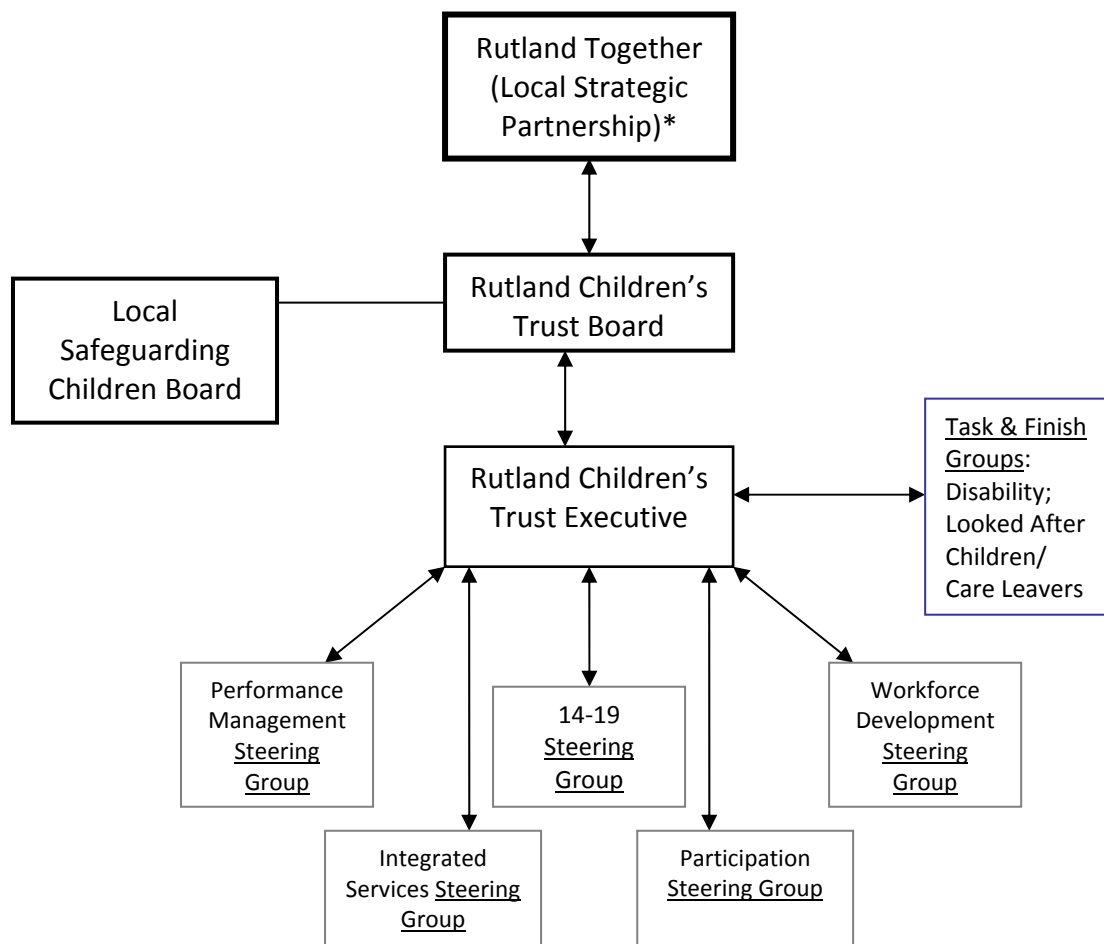 Rutland Together
(Local Strategic
Partnership)*
Rutland Children’s
Trust Board
Local
Safeguarding
Children Board
Rutland Children’s
Trust Executive
Task & Finish
Groups:
Disability;
Looked After
Children/
Care Leavers
Performance
Management
Steering
Group
14-19
Steering
Group
Workforce
Development
Steering
Group
Integrated
Services Steering
Group
Participation
Steering Group